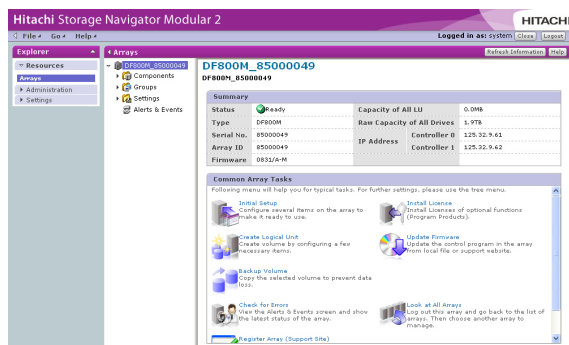 Hitachi Storage Navigator Modular 2
HITACHI
File Go Help
Logged in as: system Close Logout
Explorer
Arrays
Refresh Information Help
Resources
Arrays
Administration
Settings
DF800M_85000049
Components
Groups
Settings
Alerts & Events
DF800M_85000049
DF800M_85000049
Summary
Status Ready Capacity of All LU 0.0MB
Type DF800M Raw Capacity of All Drives 1.9TB
Serial No. 85000049 IP Address Controller 0 125.32.9.61
Array ID 85000049 Controller 1 125.32.9.62
Firmware 0831/A-M
Common Array Tasks
Following menu will help you for typical tasks. For further settings, please use the tree menu.
Initial Setup
Configure several items on the array to
make it ready to use.
Install License
Install Licenses of optional functions
(Program Products).
Create Logical Unit
Create volume by configuring a few
necessary items.
Update Firmware
Update the control program in the array
from local file or support website.
Backup Volume
Copy the selected volume to prevent data
loss.
Check for Errors
View the Alerts & Events screen and show
the latest status of the array.
Look at All Arrays
Log out this array and go back to the list of
arrays. Then choose another array to
manage.
Register Array (Support Site)